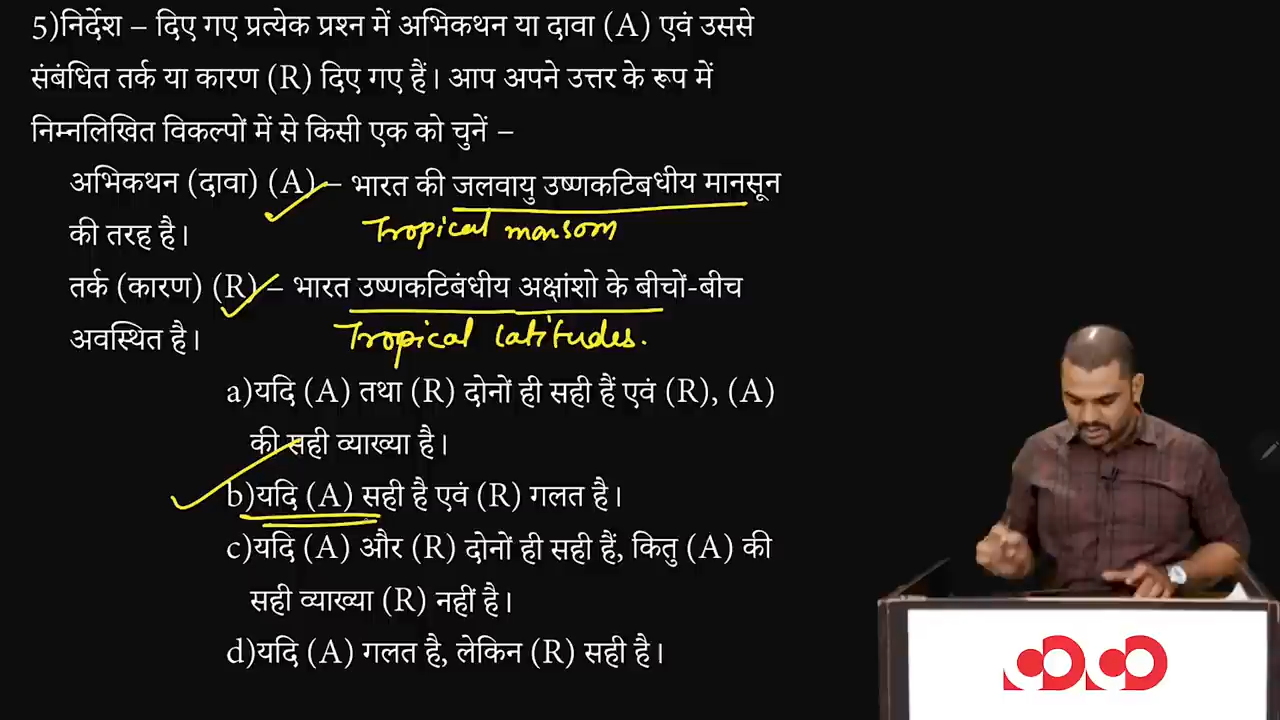 5)निर्देश – दिए गए प्रत्येक प्रश्न में अभिकथन या दावा (A) एवं उससे
संबंधित तर्क या कारण (R) दिए गए हैं। आप अपने उत्तर के रूप में
निम्नलिखित विकल्पों में से किसी एक को चुनें –
अभिकथन (दावा) (A) – भारत की जलवायु उष्णकटिबधीय मानसून
Tropical monsoon
की तरह है।
तर्क (कारण) (R) – भारत उष्णकटिबंधीय अक्षांशो के बीचों-बीच
Tropical latitudes.
अवस्थित है।
a)यदि (A) तथा (R) दोनों ही सही हैं एवं (R), (A)
की सही व्याख्या है।
b)यदि (A) सही है एवं (R) गलत है।
c)यदि (A) और (R) दोनों ही सही हैं, किंतु (A) की
सही व्याख्या (R) नहीं है।
d)यदि (A) गलत है, लेकिन (R) सही है।